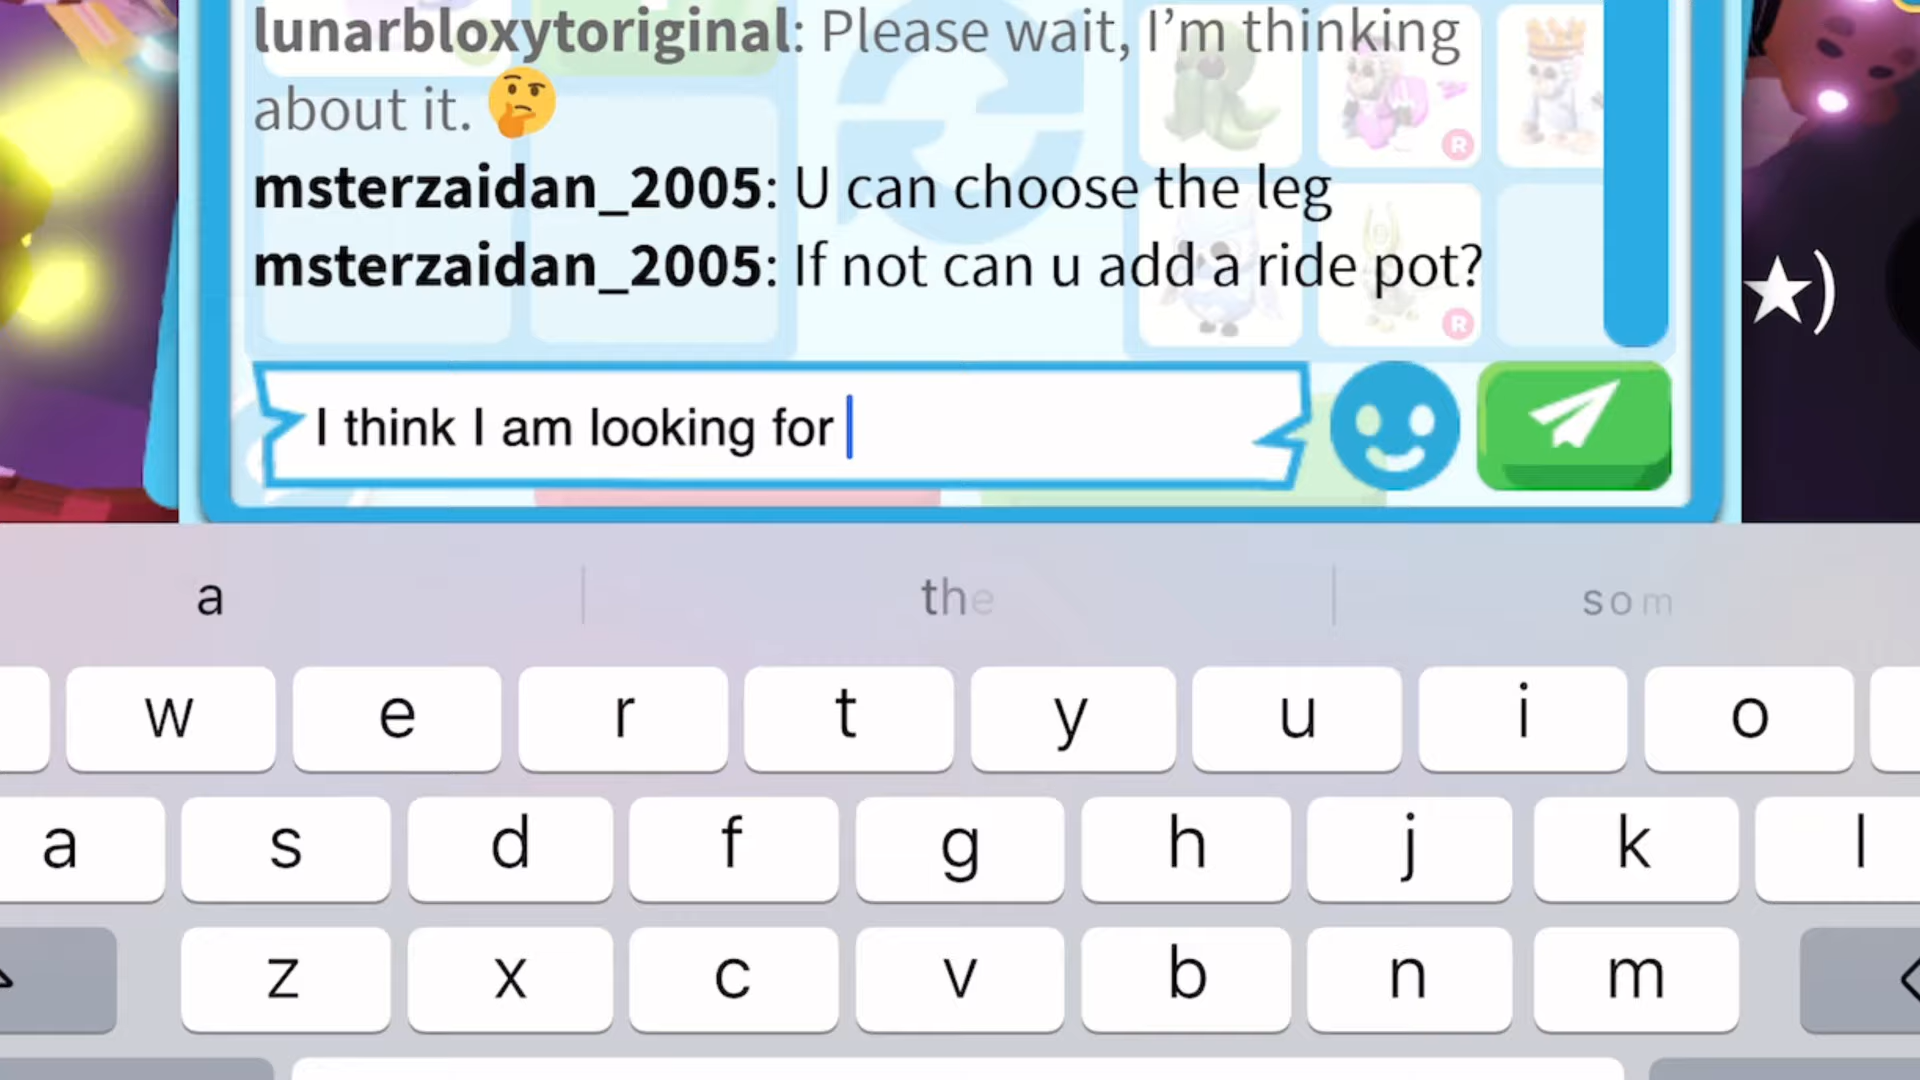 lunarbloxytoriginal: Please wait, I’m thinking
about it. 🤔
msterzaidan_2005: U can choose the leg
msterzaidan_2005: If not can u add a ride pot?
R
R
★)
I think I am looking for
a the som
w e r t y u i o
a s d f g h j k l
z x c v b n m